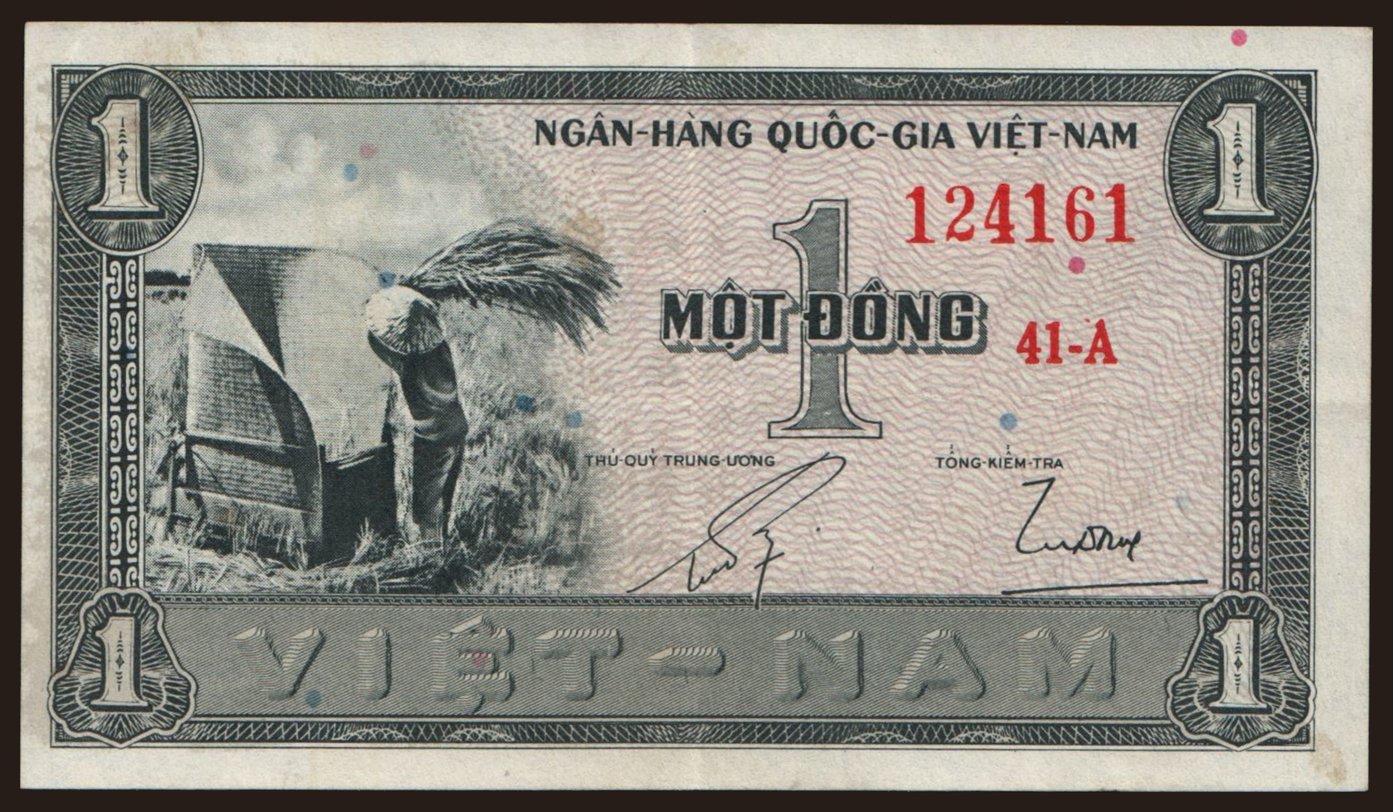 1 1
NGÂN-HÀNG QUỐC-GIA VIỆT-NAM
124161
1
MỘT ĐỒNG
41-A
THỦ-QUỸ TRUNG-ƯƠNG TỔNG-KIỂM-TRA
VIỆT-NAM
1 1